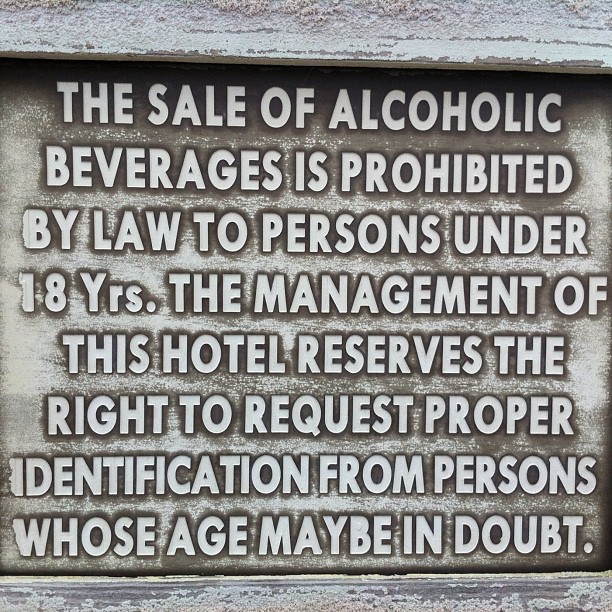 THE SALE OF ALCOHOLIC
BEVERAGES IS PROHIBITED
BY LAW TO PERSONS UNDER
18 Yrs. THE MANAGEMENT OF
THIS HOTEL RESERVES THE
RIGHT TO REQUEST PROPER
IDENTIFICATION FROM PERSONS
WHOSE AGE MAYBE IN DOUBT.